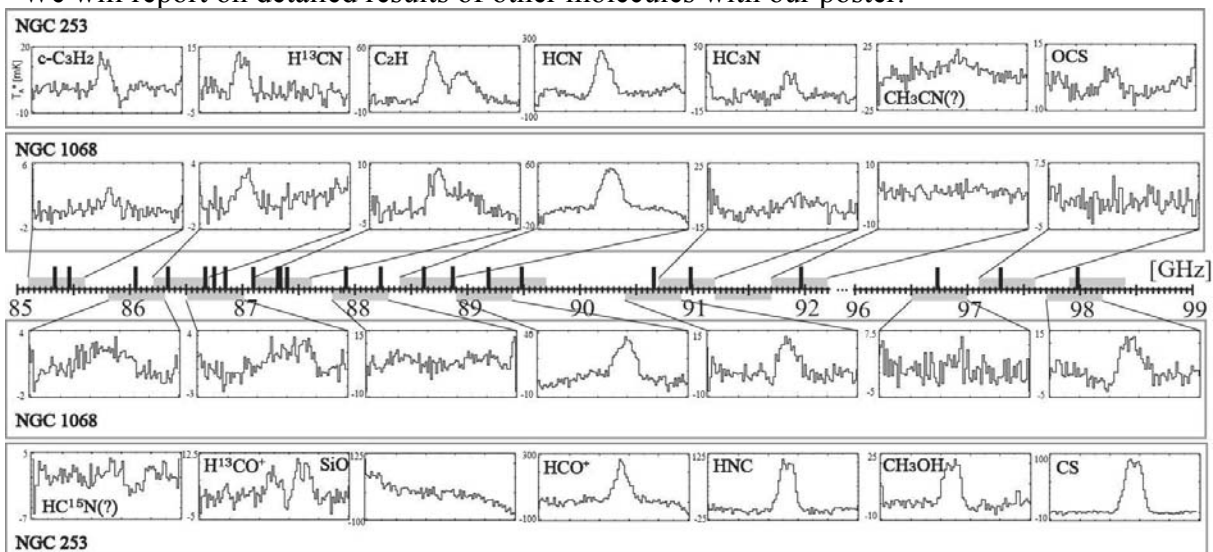 We will report on detailed results of other molecules with our poster.
NGC 253
20 15 60 300 50 25 15
c-C₃H₂ H¹³CN C₂H HCN HC₃N CH₃CN(?) OCS
T_A* [mK]
-10 -5 -10 -100 -15 -25 -10
NGC 1068
6 4 10 60 25 10 7.5
-2 -2 -3 -20 -15 -10 -3
[GHz]
85 86 87 88 89 90 91 92 ... 96 97 98 99
4 4 15 40 15 7.5 15
-2 -3 -10 -10 -5 -5
NGC 1068
5 12.5 300 100 25 100
HC¹⁵N(?) H¹³CO⁺ SiO HCO⁺ HNC CH₃OH CS
-7 -100 -100 -25 -10 -10
NGC 253